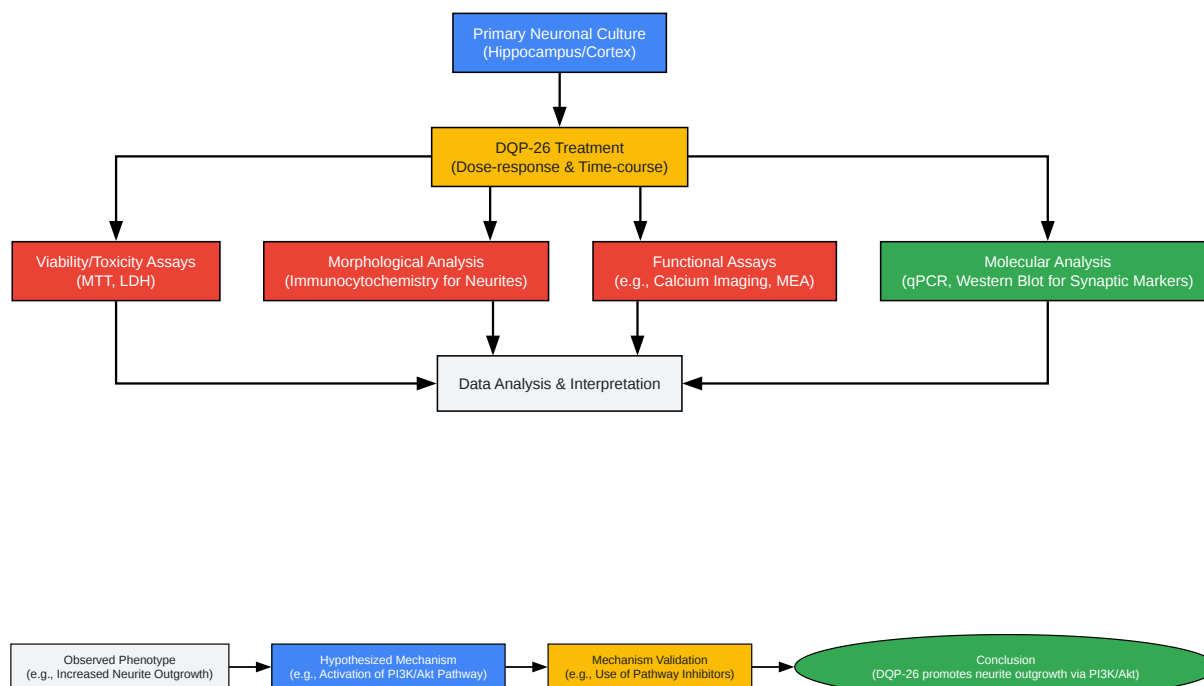 Primary Neuronal Culture
(Hippocampus/Cortex)
DQP-26 Treatment
(Dose-response & Time-course)
Viability/Toxicity Assays
(MTT, LDH)
Morphological Analysis
(Immunocytochemistry for Neurites)
Functional Assays
(e.g., Calcium Imaging, MEA)
Molecular Analysis
(qPCR, Western Blot for Synaptic Markers)
Data Analysis & Interpretation
Observed Phenotype
(e.g., Increased Neurite Outgrowth)
Hypothesized Mechanism
(e.g., Activation of PI3K/Akt Pathway)
Mechanism Validation
(e.g., Use of Pathway Inhibitors)
Conclusion
(DQP-26 promotes neurite outgrowth via PI3K/Akt)